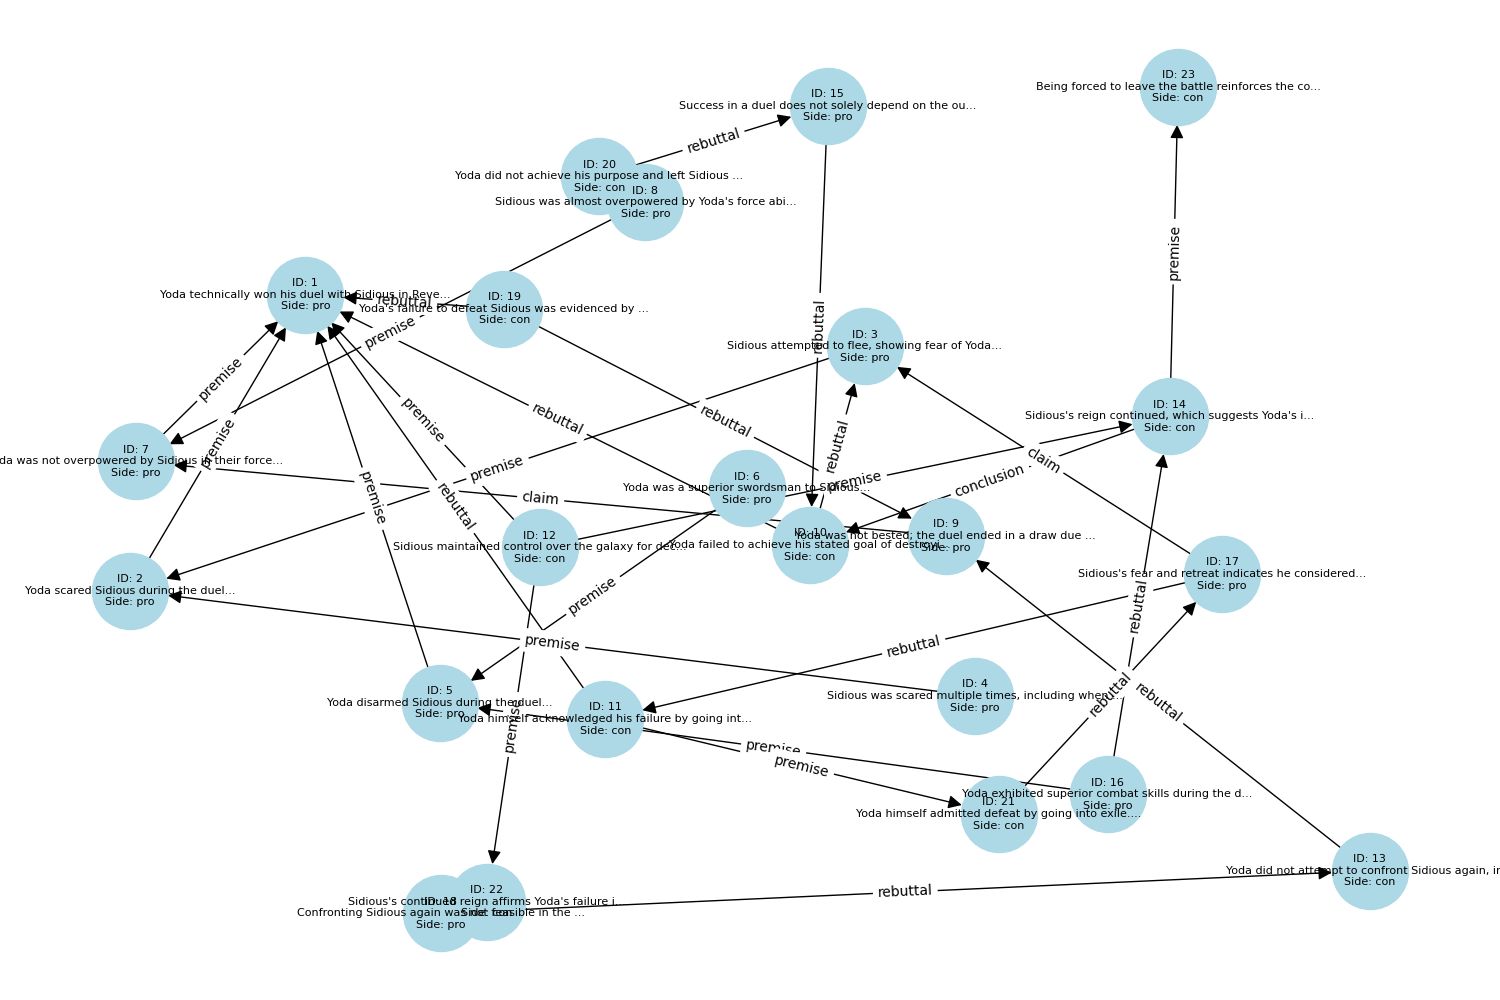 ID: 23
Being forced to leave the battle reinforces the co...
Side: con
ID: 15
Success in a duel does not solely depend on the ou...
Side: pro
rebuttal
ID: 20
Yoda did not achieve his purpose and left Sidious ...
Side: con
ID: 8
Sidious was almost overpowered by Yoda's force abi...
Side: pro
premise
ID: 1
Yoda technically won his duel with Sidious in Reve...
Side: pro
rebuttal
ID: 19
Yoda's failure to defeat Sidious was evidenced by ...
Side: con
premise
rebuttal
ID: 3
Sidious attempted to flee, showing fear of Yoda...
Side: pro
premise
premise
rebuttal
rebuttal
ID: 14
Sidious's reign continued, which suggests Yoda's i...
Side: con
premise
rebuttal
claim
ID: 7
da was not overpowered by Sidious in their force...
Side: pro
premise
premise
conclusion
ID: 6
Yoda was a superior swordsman to Sidious...
Side: pro
premise
claim
rebuttal
ID: 12
Sidious maintained control over the galaxy for dec...
Side: con
ID: 10
Yoda failed to achieve his stated goal of destroy...
Side: con
ID: 9
Yoda was not bested; the duel ended in a draw due ...
Side: pro
ID: 17
Sidious's fear and retreat indicates he considered...
Side: pro
ID: 2
Yoda scared Sidious during the duel...
Side: pro
premise
rebuttal
premise
rebuttal
ID: 5
Yoda disarmed Sidious during the duel...
Side: pro
ID: 11
Yoda himself acknowledged his failure by going int...
Side: con
ID: 4
Sidious was scared multiple times, including when...
Side: pro
rebuttal
rebuttal
premise
premise
premise
ID: 16
Yoda exhibited superior combat skills during the d...
Side: pro
ID: 21
Yoda himself admitted defeat by going into exile....
Side: con
ID: 13
Yoda did not attempt to confront Sidious again, in
Side: con
ID: 22
Sidious's continued reign affirms Yoda's failure i...
Side: con
ID: 18
Confronting Sidious again was not feasible in the ...
Side: pro
rebuttal